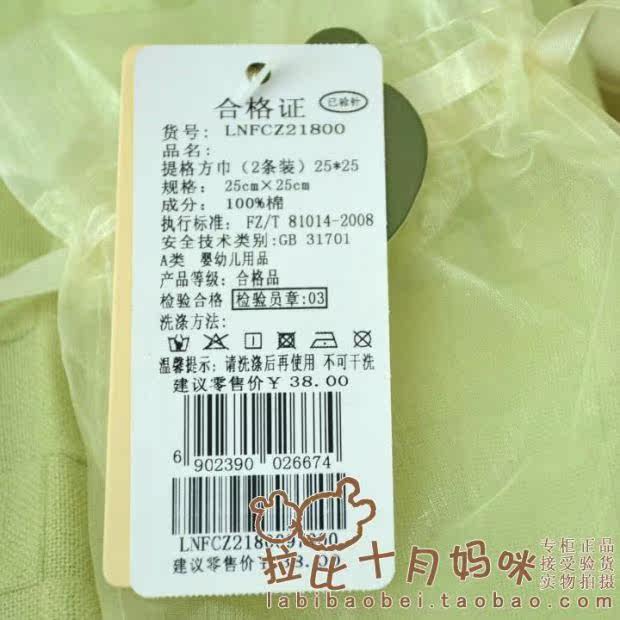 合格证
已检针
货号: LNFCZ21800
品名:
提格方巾（2条装）25*25
规格: 25cm×25cm
成分: 100%棉
执行标准: FZ/T 81014-2008
安全技术类别:GB 31701
A类 婴幼儿用品
产品等级: 合格品
检验合格 检验员章:03
洗涤方法:
温馨提示: 请洗涤后再使用 不可干洗
建议零售价¥ 38.00
6 902390 026674
建议零售价¥ 38.00
拉比十月妈咪
labibaobei.taobao.com
专柜正品
接受验货
实物拍摄